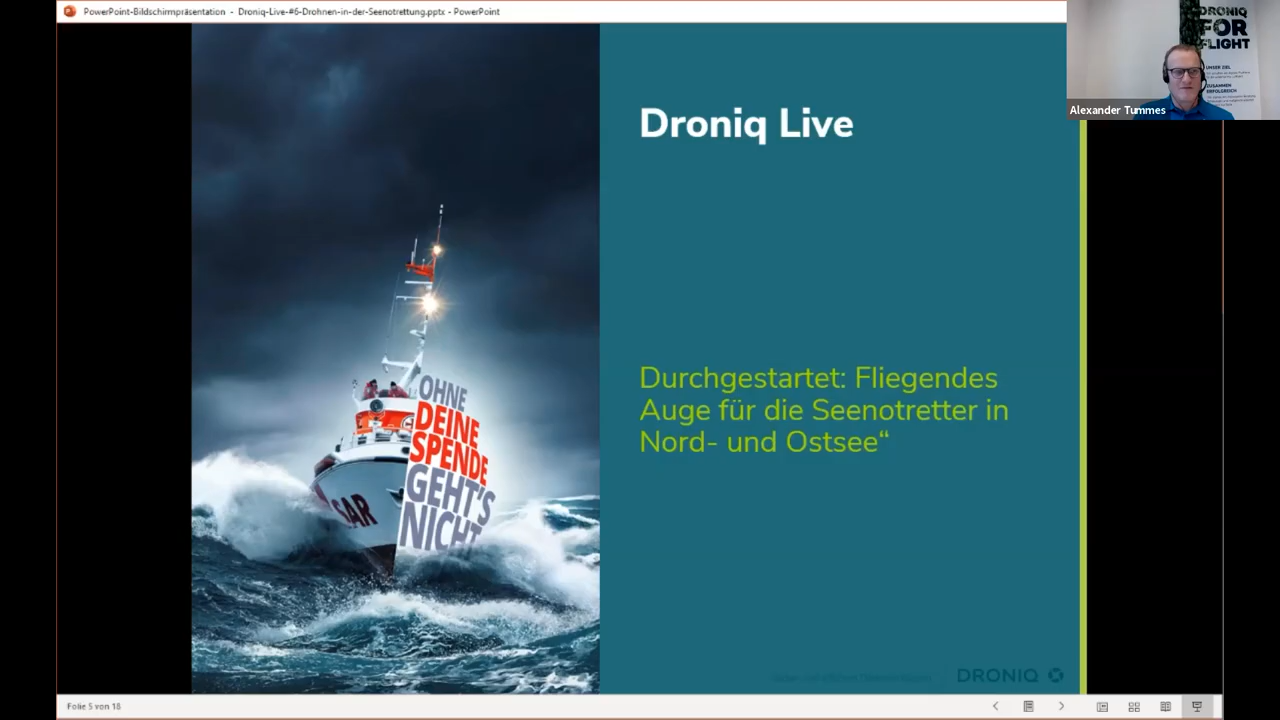 PowerPoint-Bildschirmpräsentation - Droniq-Live-#6-Drohnen-in-der-Seenotrettung.pptx - PowerPoint
DRONIQ
FOR
FLIGHT
UNSER ZIEL
ZUSAMMEN
ERFOLGREICH
Alexander Tummes
Droniq Live
OHNE
DEINE
SPENDE
GEHT'S
NICHT
SAR
Durchgestartet: Fliegendes
Auge für die Seenotretter in
Nord- und Ostsee“
DRONIQ
Folie 5 von 18